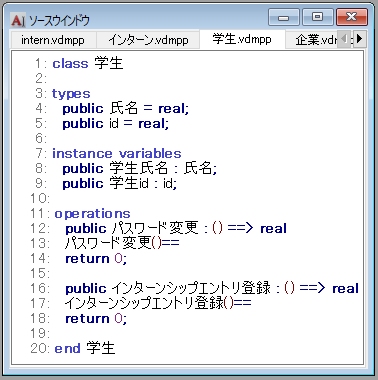 ソースウインドウ
intern.vdmpp インターン.vdmpp 学生.vdmpp 企業.vdm
1: class 学生
2:
3: types
4: public 氏名 = real;
5: public id = real;
6:
7: instance variables
8: public 学生氏名 : 氏名;
9: public 学生id : id;
10:
11: operations
12: public パスワード変更 : () ==> real
13: パスワード変更()==
14: return 0;
15:
16: public インターンシップエントリ登録 : () ==> real
17: インターンシップエントリ登録()==
18: return 0;
19:
20: end 学生